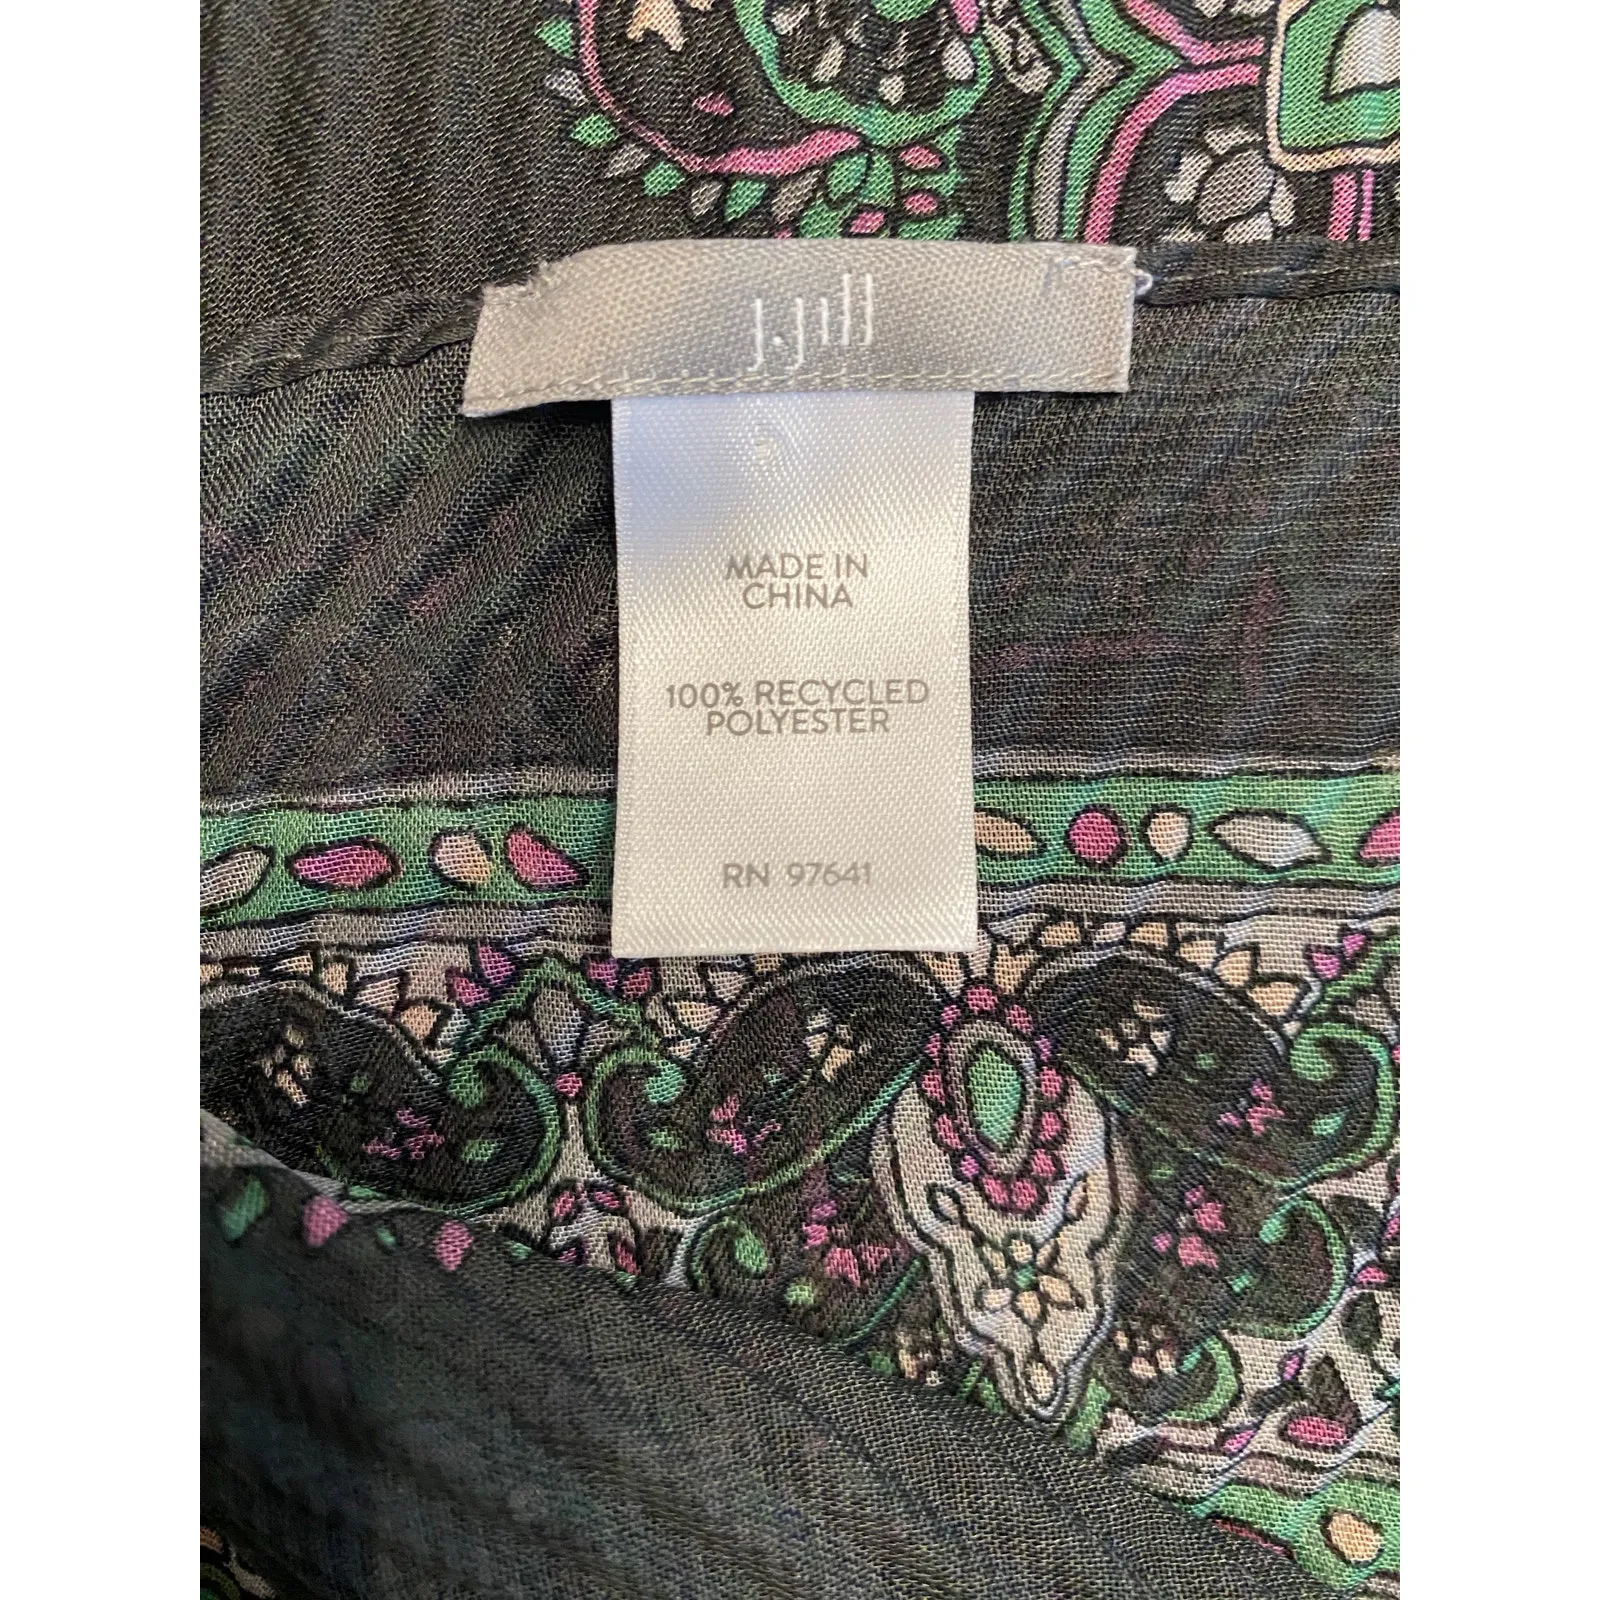 J.Jill
MADE IN
CHINA
100% RECYCLED
POLYESTER
RN 97641